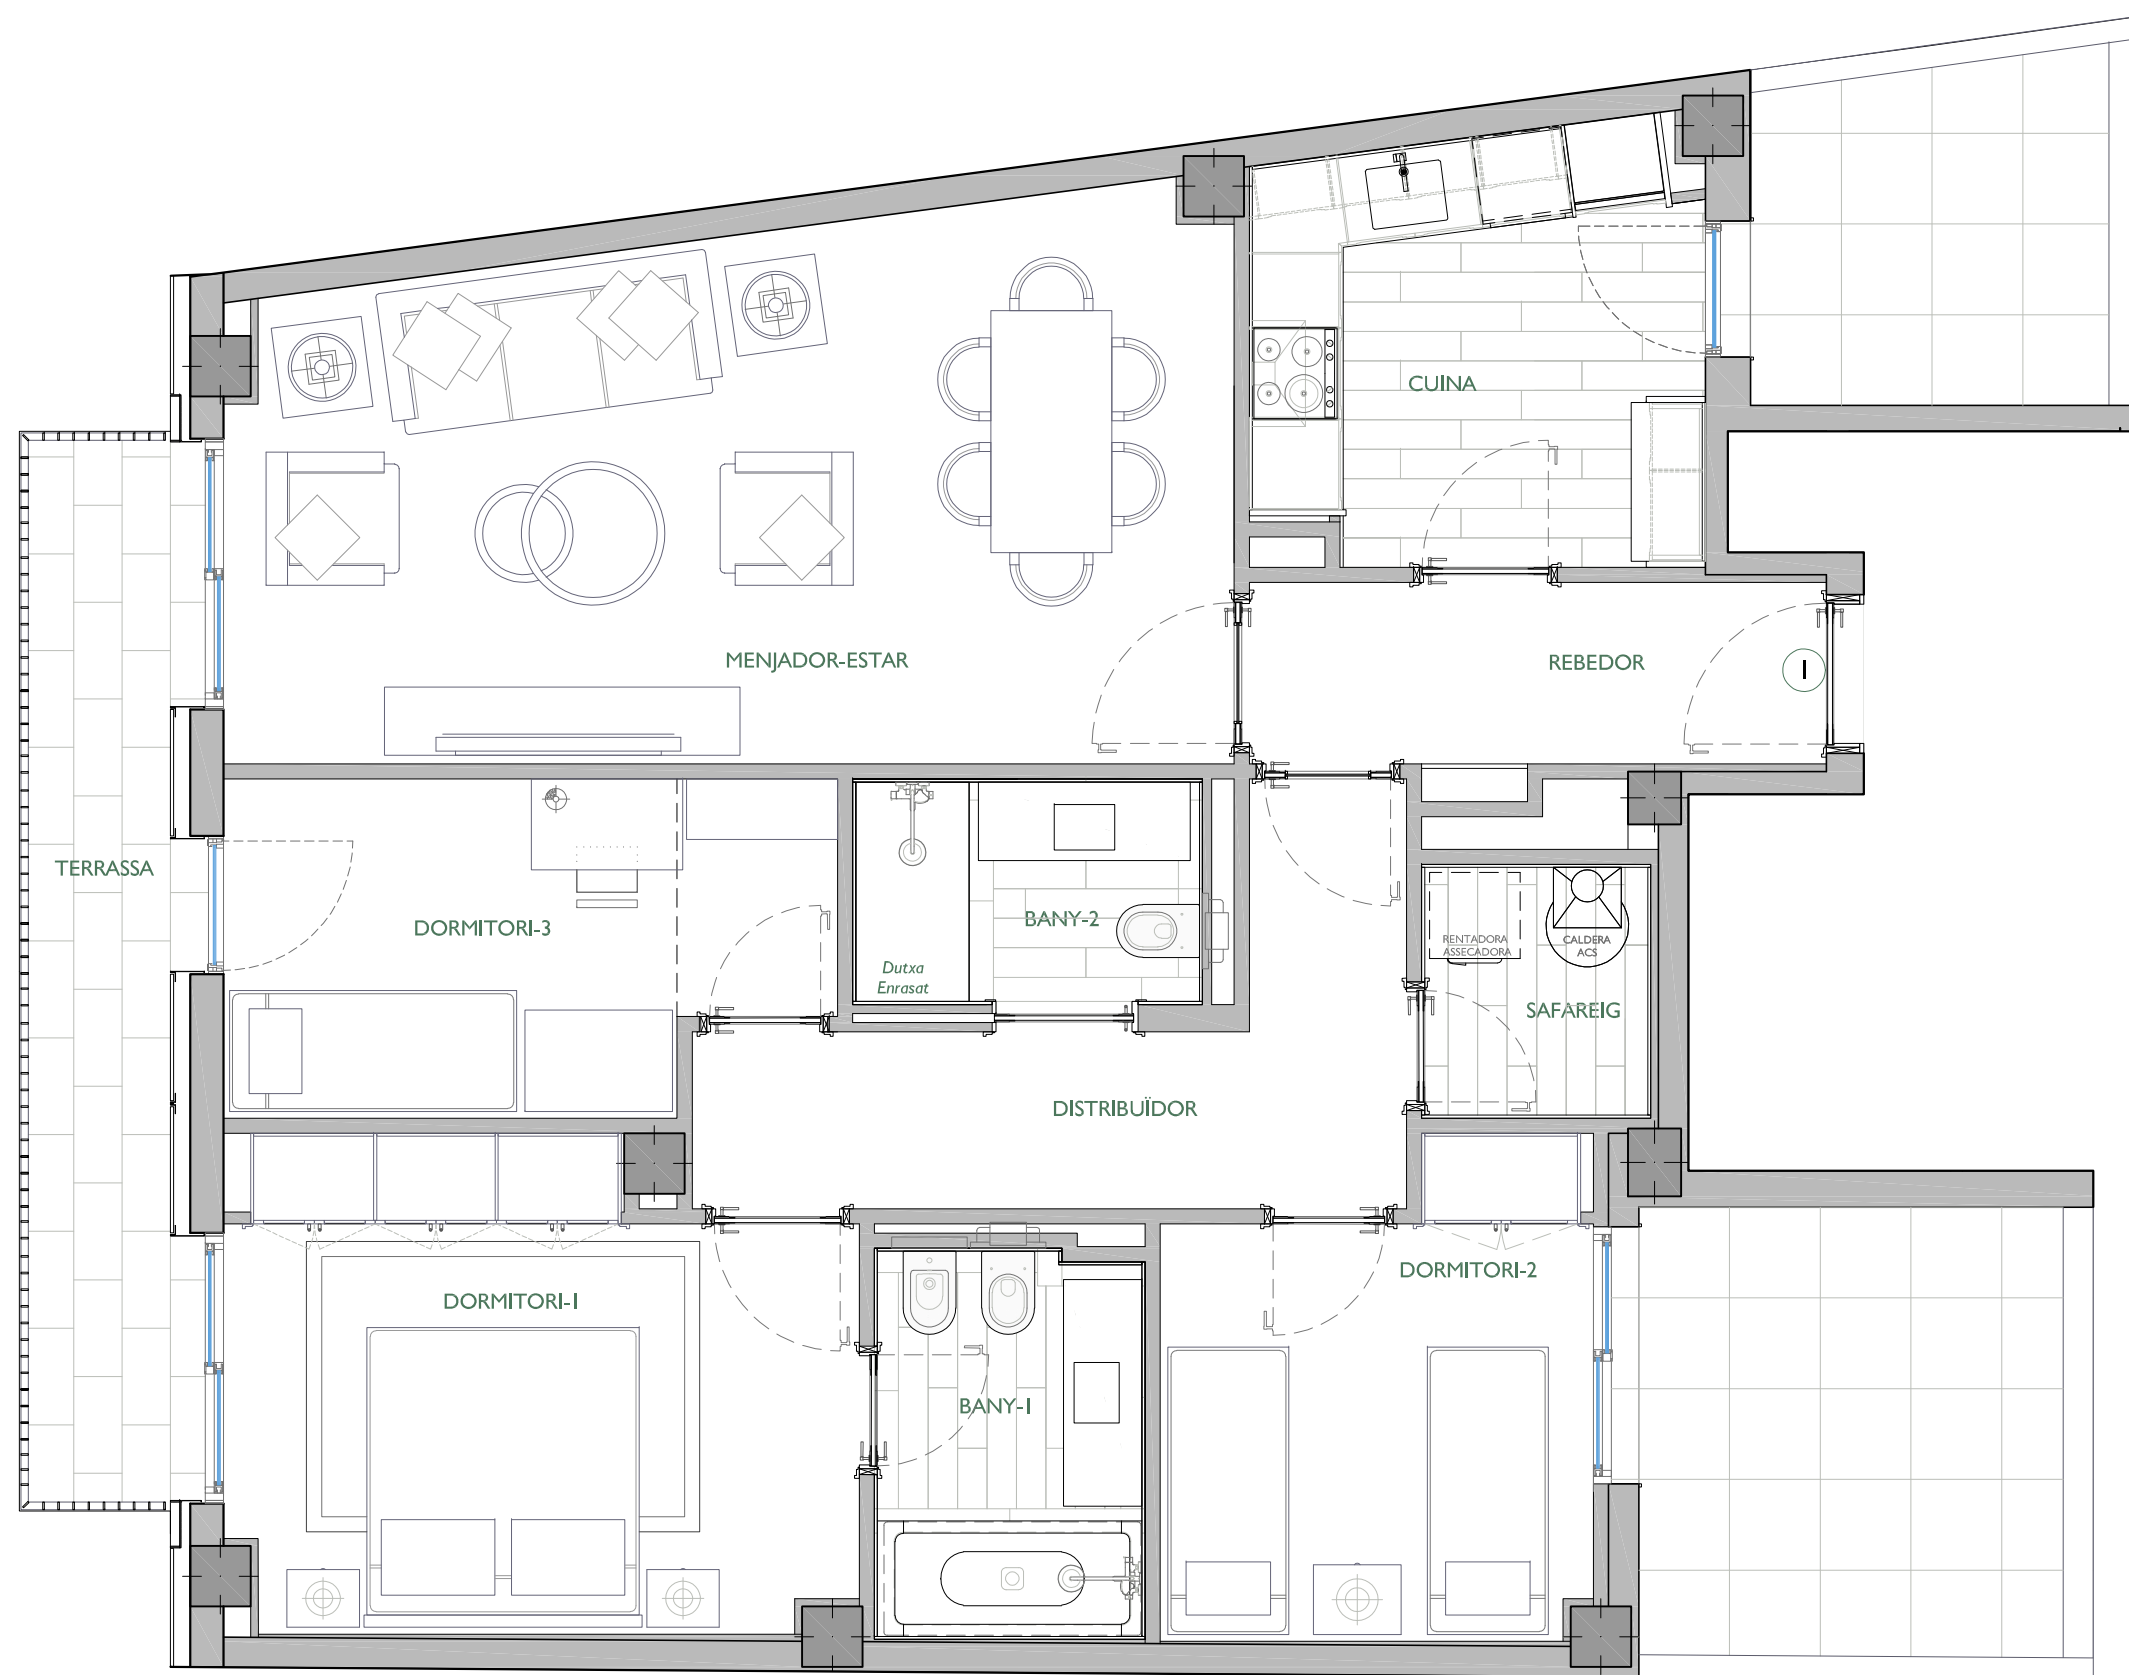 CUINA
MENJADOR-ESTAR
REBEDOR
I
TERRASSA
DORMITORI-3
BANY-2
Dutxa
Enrasat
RENTADORA
ASSECADORA
CALDERA
ACS
SAFAREIG
DISTRIBUÏDOR
DORMITORI-1
DORMITORI-2
BANY-1